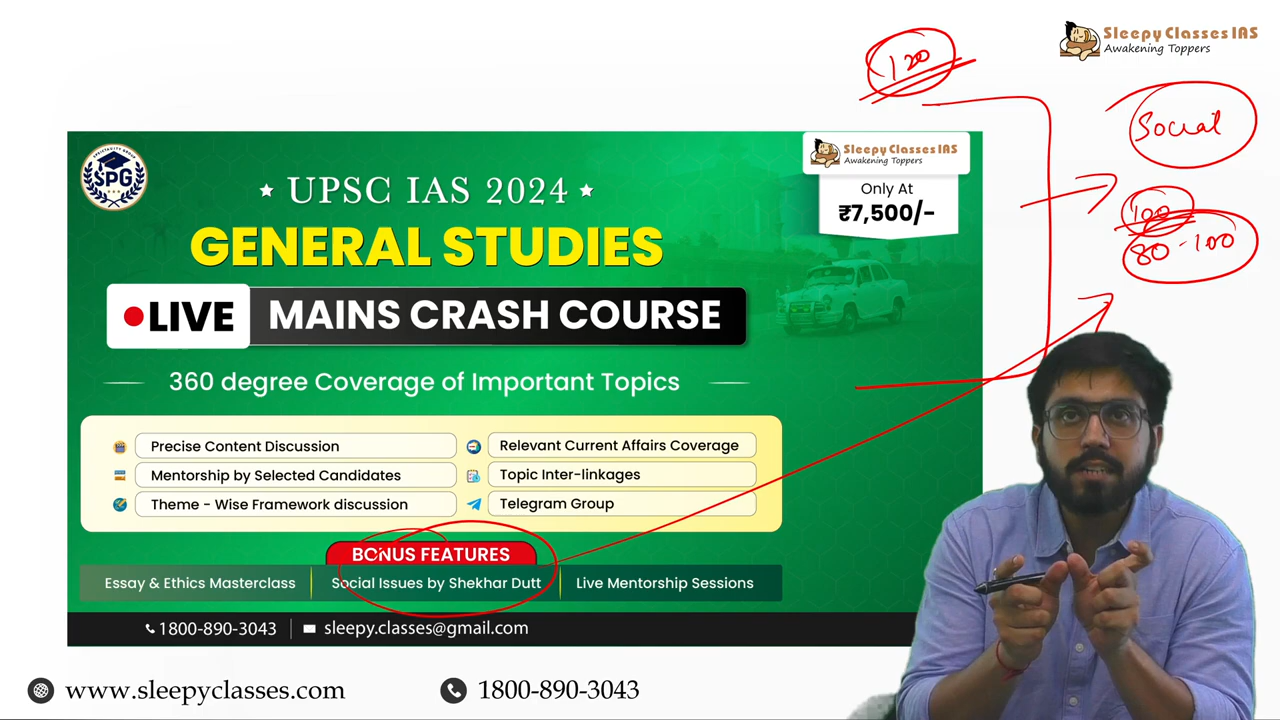 Sleepy Classes IAS
Awakening Toppers
120
Social
100
80-100
SPG
Sleepy Classes IAS
Awakening Toppers
Only At
₹7,500/-
UPSC IAS 2024
GENERAL STUDIES
LIVE MAINS CRASH COURSE
360 degree Coverage of Important Topics
Precise Content Discussion
Relevant Current Affairs Coverage
Mentorship by Selected Candidates
Topic Inter-linkages
Theme - Wise Framework discussion
Telegram Group
BONUS FEATURES
Essay & Ethics Masterclass
Social Issues by Shekhar Dutt
Live Mentorship Sessions
1800-890-3043
sleepy.classes@gmail.com
www.sleepyclasses.com
1800-890-3043